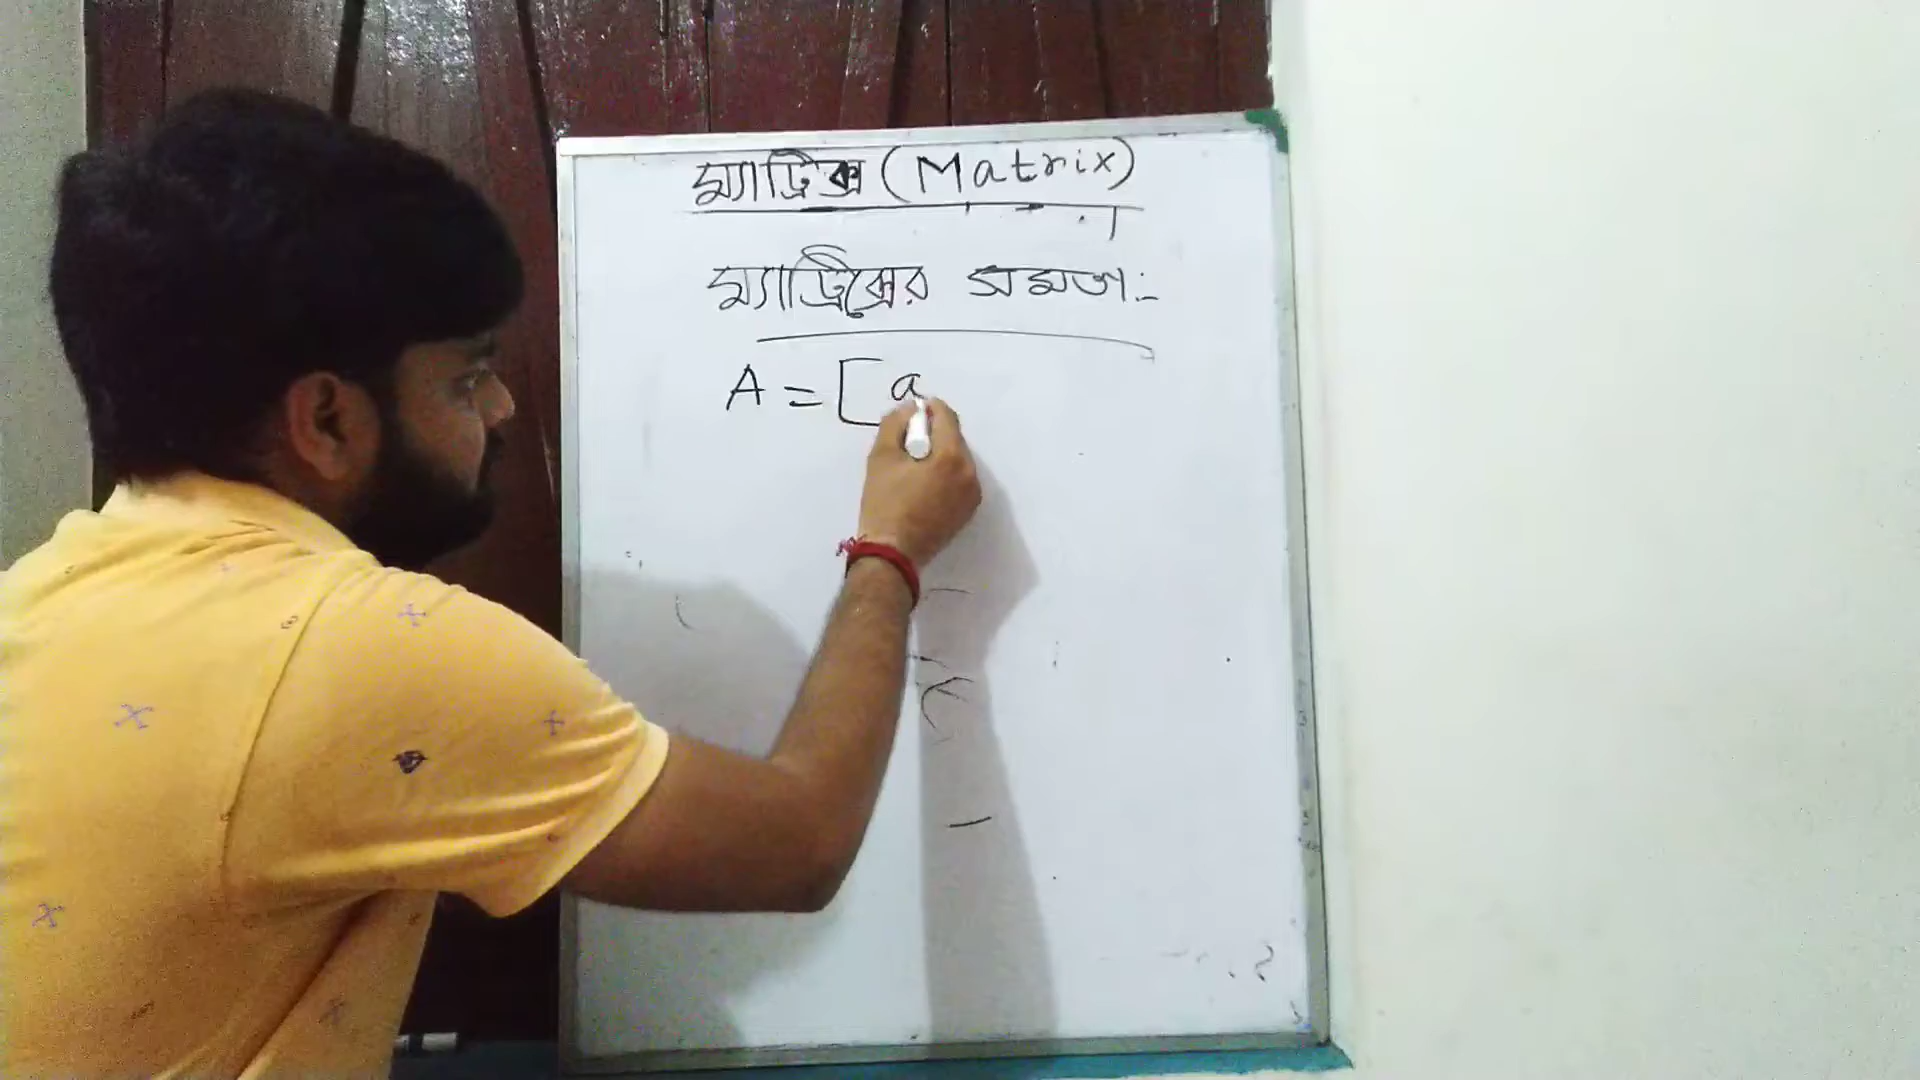 ম্যাট্রিক্স (Matrix)
ম্যাট্রিক্সের সমতা:-
A = [ a